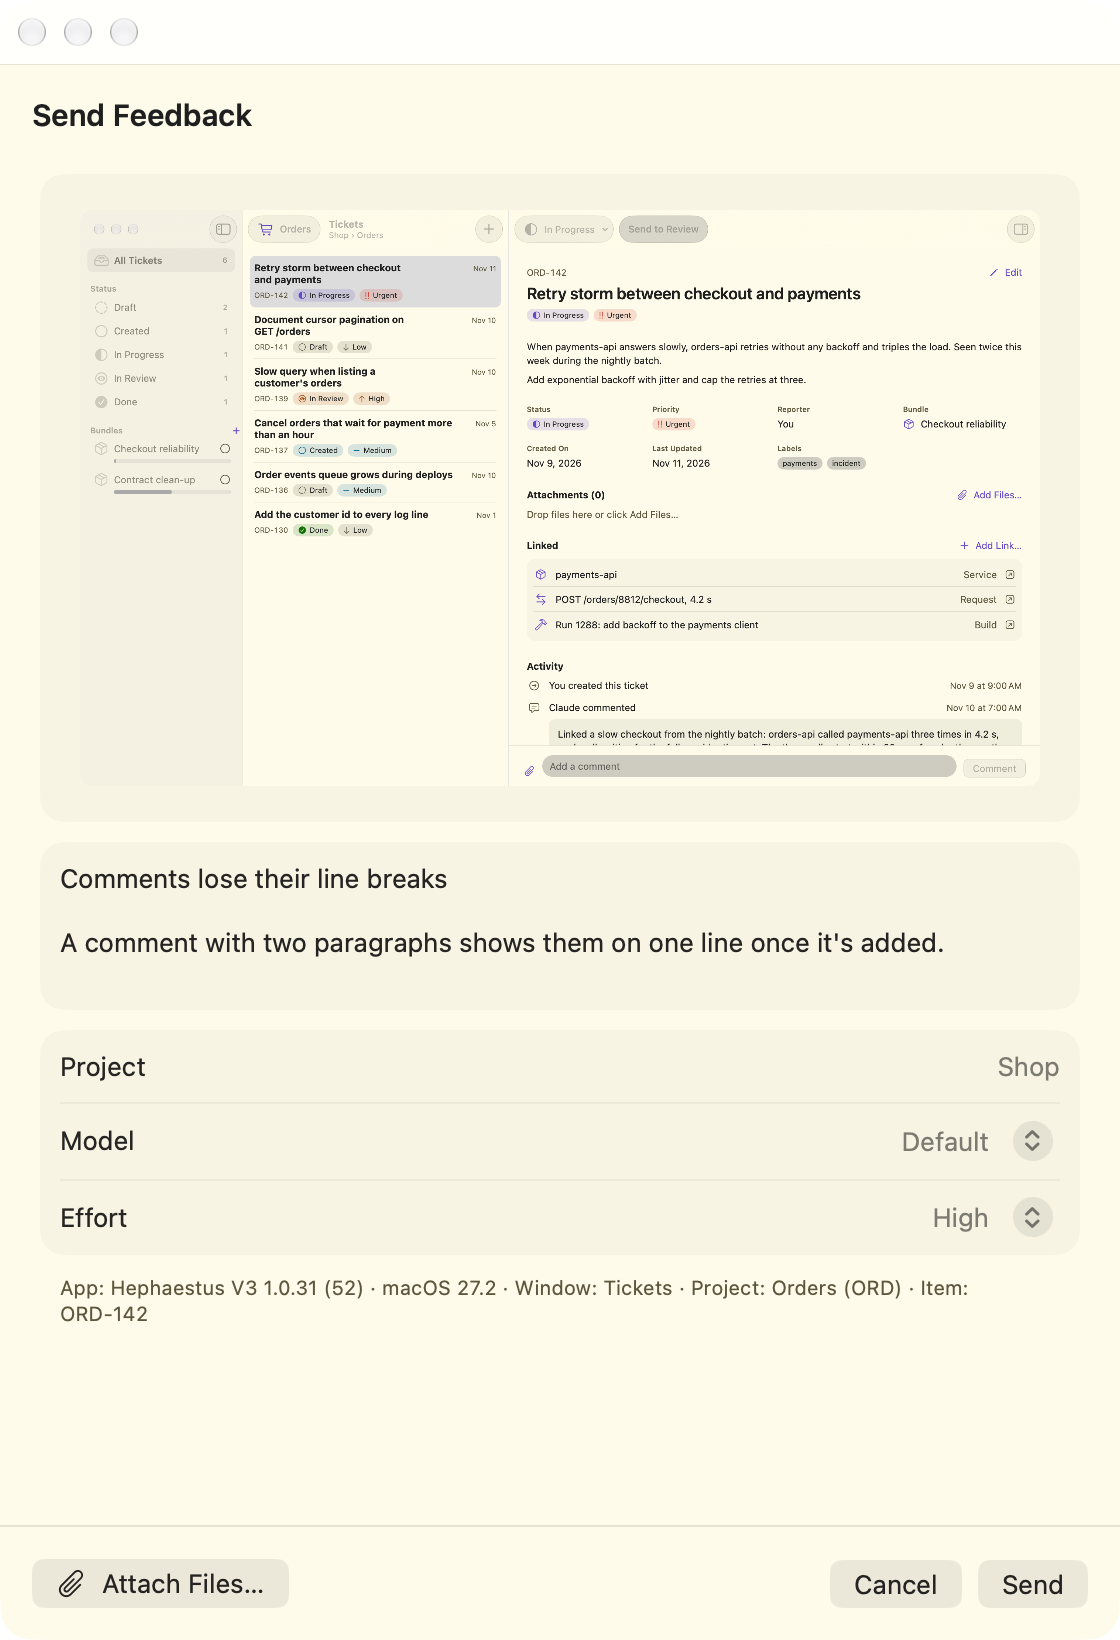 Send Feedback
Orders
Tickets
Shop › Orders
In Progress
Send to Review
All Tickets
6
Status
Draft
2
Created
1
In Progress
1
In Review
1
Done
1
Bundles
Checkout reliability
Contract clean-up
Retry storm between checkout
and payments
Nov 11
ORD-142
In Progress
Urgent
Document cursor pagination on
GET /orders
Nov 10
ORD-141
Draft
Low
Slow query when listing a
customer's orders
Nov 10
ORD-139
In Review
High
Cancel orders that wait for payment more
than an hour
Nov 5
ORD-137
Created
Medium
Order events queue grows during deploys
Nov 10
ORD-136
Draft
Medium
Add the customer id to every log line
Nov 1
ORD-130
Done
Low
ORD-142
Edit
Retry storm between checkout and payments
In Progress
Urgent
When payments-api answers slowly, orders-api retries without any backoff and triples the load. Seen twice this
week during the nightly batch.
Add exponential backoff with jitter and cap the retries at three.
Status
Priority
Reporter
Bundle
In Progress
Urgent
You
Checkout reliability
Created On
Last Updated
Labels
Nov 9, 2026
Nov 11, 2026
payments
incident
Attachments (0)
Add Files...
Drop files here or click Add Files...
Linked
Add Link...
payments-api
Service
POST /orders/8812/checkout, 4.2 s
Request
Run 1288: add backoff to the payments client
Build
Activity
You created this ticket
Nov 9 at 9:00 AM
Claude commented
Nov 10 at 7:00 AM
Linked a slow checkout from the nightly batch: orders-api called payments-api three times in 4.2 s,
Add a comment
Comment
Comments lose their line breaks
A comment with two paragraphs shows them on one line once it's added.
Project
Shop
Model
Default
Effort
High
App: Hephaestus V3 1.0.31 (52) · macOS 27.2 · Window: Tickets · Project: Orders (ORD) · Item:
ORD-142
Attach Files...
Cancel
Send